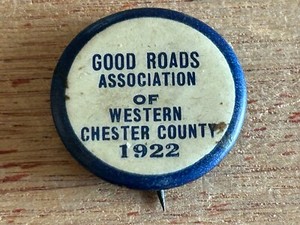 GOOD ROADS
ASSOCIATION
OF
WESTERN
CHESTER COUNTY
1922